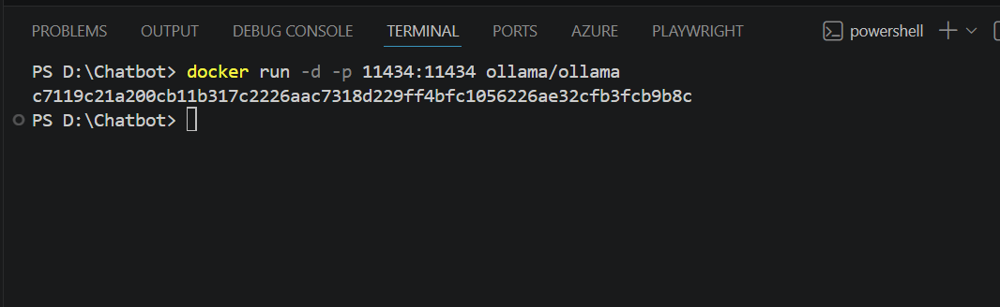 PROBLEMS OUTPUT DEBUG CONSOLE TERMINAL PORTS AZURE PLAYWRIGHT powershell
PS D:\Chatbot> docker run -d -p 11434:11434 ollama/ollama
c7119c21a200cb11b317c2226aac7318d229ff4bfc1056226ae32cfb3fcb9b8c
PS D:\Chatbot>